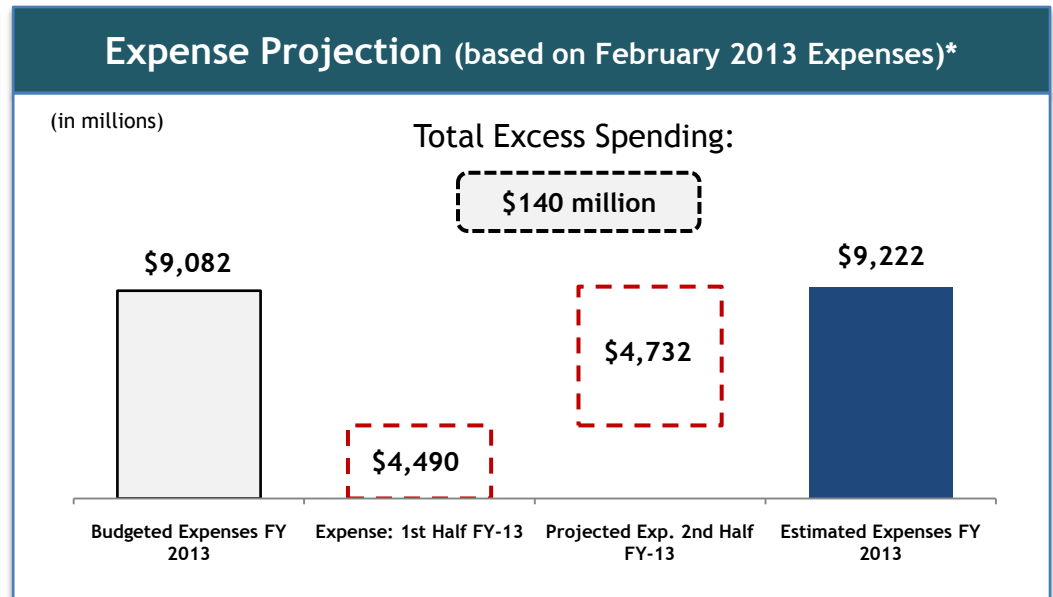 Expense Projection (based on February 2013 Expenses)*
(in millions)
Total Excess Spending:
$140 million
$9,082
$9,222
$4,732
$4,490
Budgeted Expenses FY
2013
Expense: 1st Half FY-13
Projected Exp. 2nd Half
FY-13
Estimated Expenses FY
2013